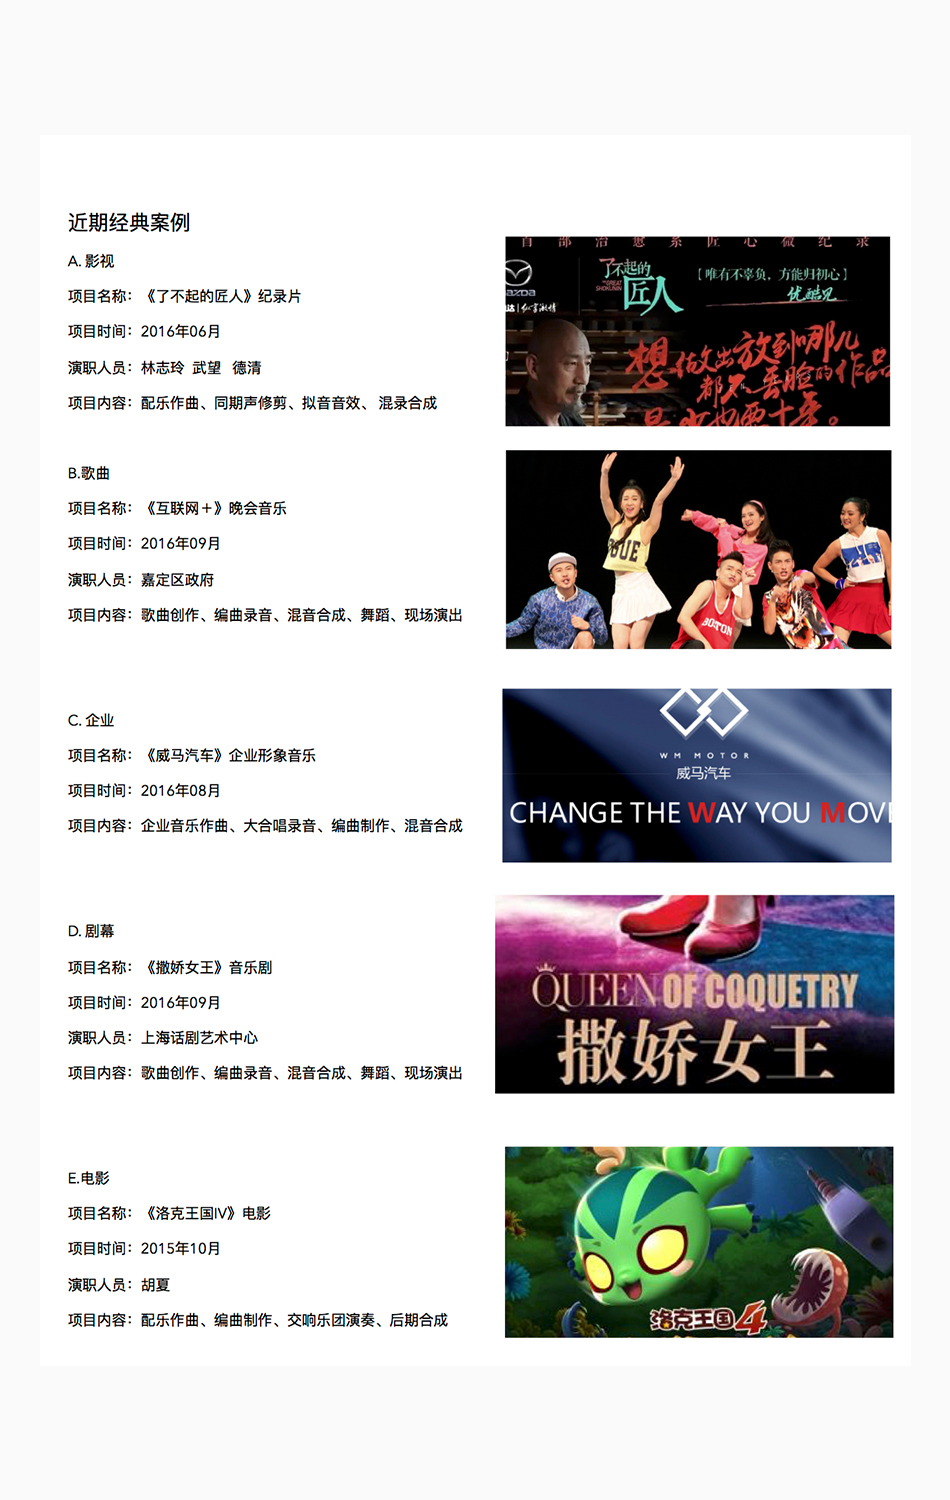 近期经典案例
A. 影视
项目名称：《了不起的匠人》纪录片
项目时间：2016年06月
演职人员：林志玲 武望 德清
项目内容：配乐作曲、同期声修剪、拟音音效、 混录合成
首部治愈系匠心微纪录
了不起的
匠人
THE GREAT
SHOKUNIN
【唯有不辜负，方能归初心】
优酷见
想做出放到哪儿
都不丢脸的作品
B.歌曲
项目名称：《互联网＋》晚会音乐
项目时间：2016年09月
演职人员：嘉定区政府
项目内容：歌曲创作、编曲录音、混音合成、舞蹈、现场演出
BOSTON
C. 企业
项目名称：《威马汽车》企业形象音乐
项目时间：2016年08月
项目内容：企业音乐作曲、大合唱录音、编曲制作、混音合成
WM MOTOR
威马汽车
CHANGE THE WAY YOU MOVE
D. 剧幕
项目名称：《撒娇女王》音乐剧
项目时间：2016年09月
演职人员：上海话剧艺术中心
项目内容：歌曲创作、编曲录音、混音合成、舞蹈、现场演出
QUEEN OF COQUETRY
撒娇女王
E.电影
项目名称：《洛克王国IV》电影
项目时间：2015年10月
演职人员：胡夏
项目内容：配乐作曲、编曲制作、交响乐团演奏、后期合成
洛克王国4